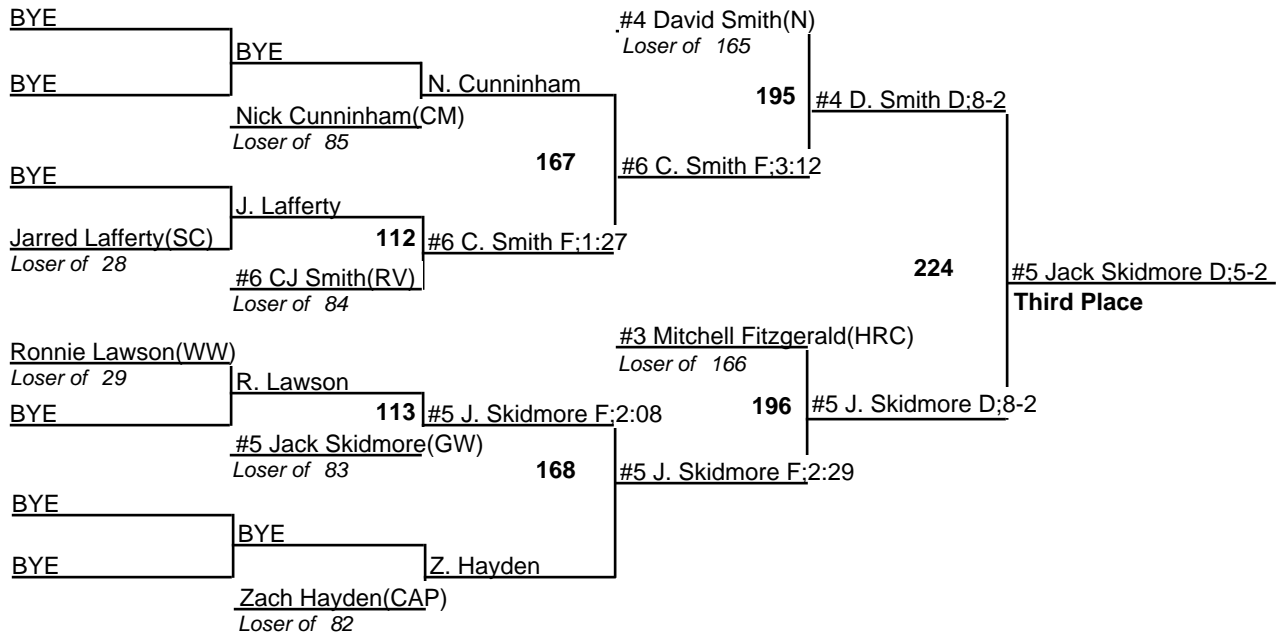 BYE
#4 David Smith(N)
Loser of 165
BYE
BYE
N. Cunninham
195
#4 D. Smith D;8-2
Nick Cunninham(CM)
Loser of 85
167
#6 C. Smith F;3:12
BYE
J. Lafferty
Jarred Lafferty(SC)
Loser of 28
112
#6 C. Smith F;1:27
#6 CJ Smith(RV)
Loser of 84
224
#5 Jack Skidmore D;5-2
Third Place
#3 Mitchell Fitzgerald(HRC)
Loser of 166
Ronnie Lawson(WW)
Loser of 29
R. Lawson
BYE
113
#5 J. Skidmore F;2:08
196
#5 J. Skidmore D;8-2
#5 Jack Skidmore(GW)
Loser of 83
168
#5 J. Skidmore F;2:29
BYE
BYE
BYE
Z. Hayden
Zach Hayden(CAP)
Loser of 82